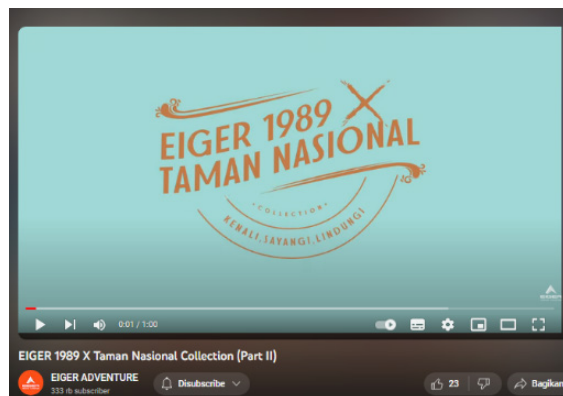 EIGER 1989 X
TAMAN NASIONAL
•COLLECTION•
KENALI, SAYANGI, LINDUNGI
0:01 / 1:00
EIGER 1989 X Taman Nasional Collection (Part II)
EIGER ADVENTURE
333 rb subscriber
Disubscribe
23
Bagikan